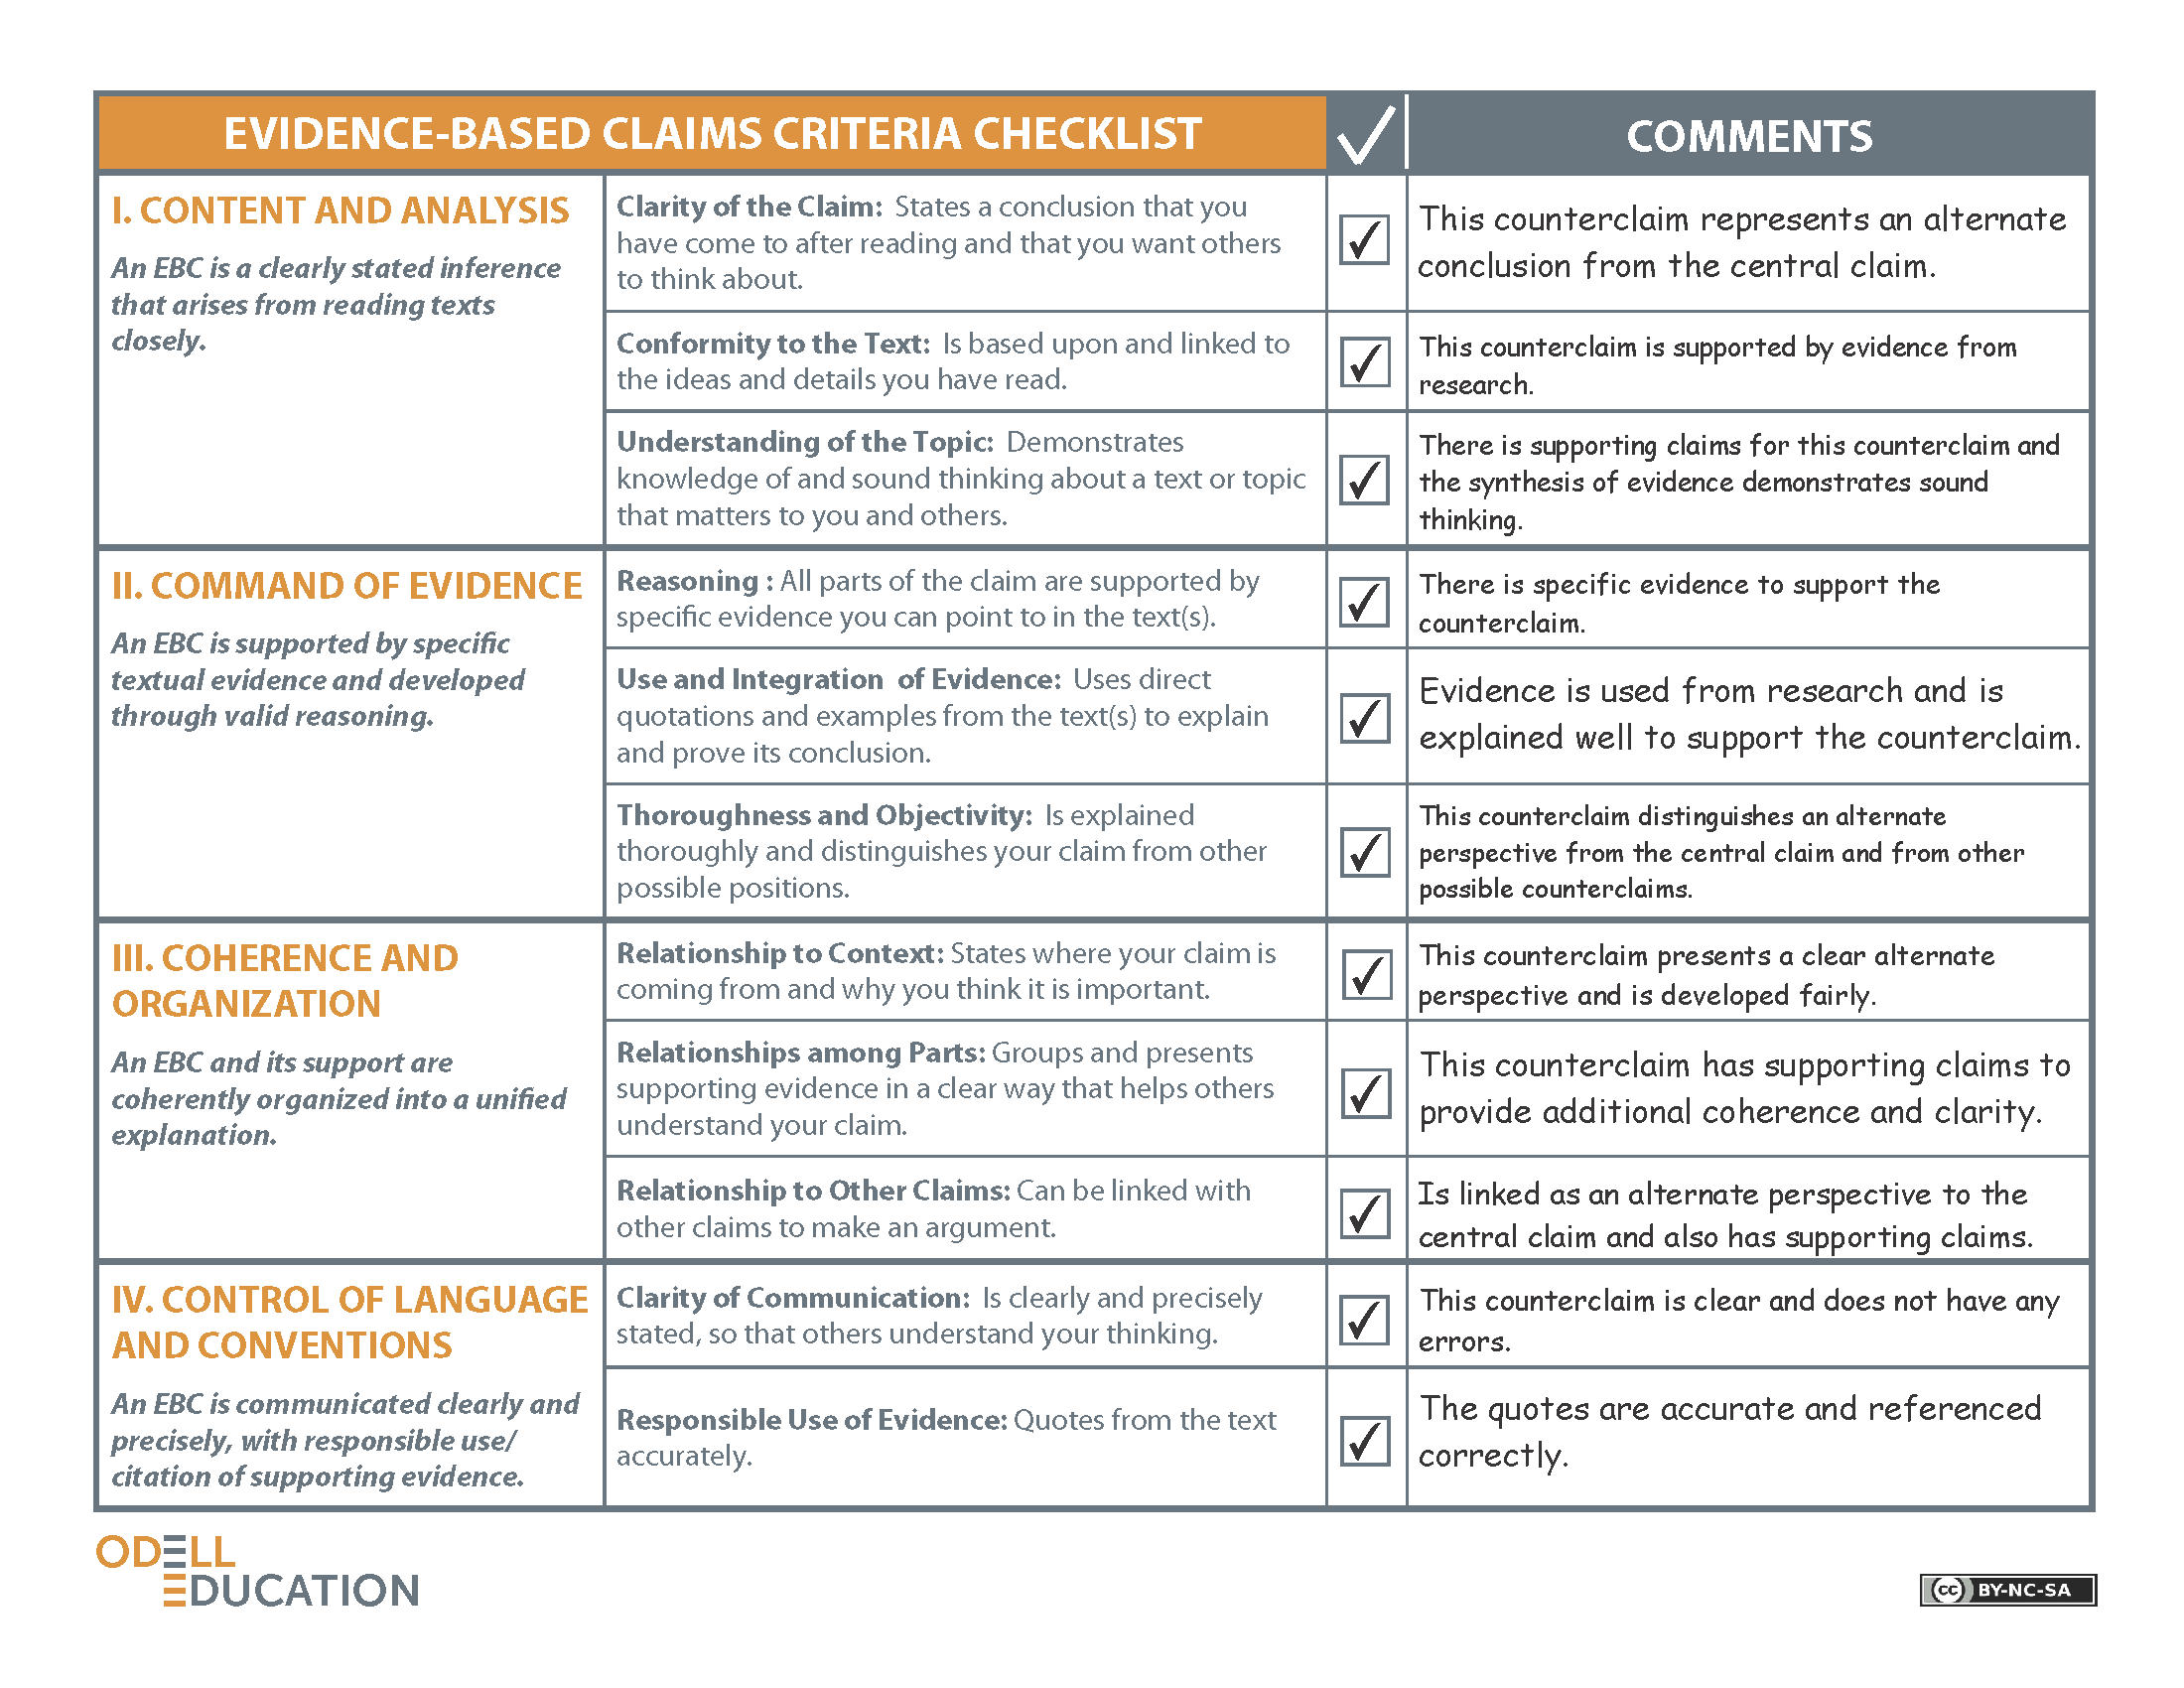 EVIDENCE-BASED CLAIMS CRITERIA CHECKLIST
COMMENTS
I. CONTENT AND ANALYSIS
An EBC is a clearly stated inference
that arises from reading texts
closely.
Clarity of the Claim: States a conclusion that you
have come to after reading and that you want others
to think about.
This counterclaim represents an alternate
conclusion from the central claim.
Conformity to the Text: Is based upon and linked to
the ideas and details you have read.
This counterclaim is supported by evidence from
research.
Understanding of the Topic: Demonstrates
knowledge of and sound thinking about a text or topic
that matters to you and others.
There is supporting claims for this counterclaim and
the synthesis of evidence demonstrates sound
thinking.
II. COMMAND OF EVIDENCE
An EBC is supported by specific
textual evidence and developed
through valid reasoning.
Reasoning : All parts of the claim are supported by
specific evidence you can point to in the text(s).
There is specific evidence to support the
counterclaim.
Use and Integration of Evidence: Uses direct
quotations and examples from the text(s) to explain
and prove its conclusion.
Evidence is used from research and is
explained well to support the counterclaim.
Thoroughness and Objectivity: Is explained
thoroughly and distinguishes your claim from other
possible positions.
This counterclaim distinguishes an alternate
perspective from the central claim and from other
possible counterclaims.
III. COHERENCE AND
ORGANIZATION
An EBC and its support are
coherently organized into a unified
explanation.
Relationship to Context: States where your claim is
coming from and why you think it is important.
This counterclaim presents a clear alternate
perspective and is developed fairly.
Relationships among Parts: Groups and presents
supporting evidence in a clear way that helps others
understand your claim.
This counterclaim has supporting claims to
provide additional coherence and clarity.
Relationship to Other Claims: Can be linked with
other claims to make an argument.
Is linked as an alternate perspective to the
central claim and also has supporting claims.
IV. CONTROL OF LANGUAGE
AND CONVENTIONS
An EBC is communicated clearly and
precisely, with responsible use/
citation of supporting evidence.
Clarity of Communication: Is clearly and precisely
stated, so that others understand your thinking.
This counterclaim is clear and does not have any
errors.
Responsible Use of Evidence: Quotes from the text
accurately.
The quotes are accurate and referenced
correctly.
ODELL
EDUCATION
cc BY-NC-SA